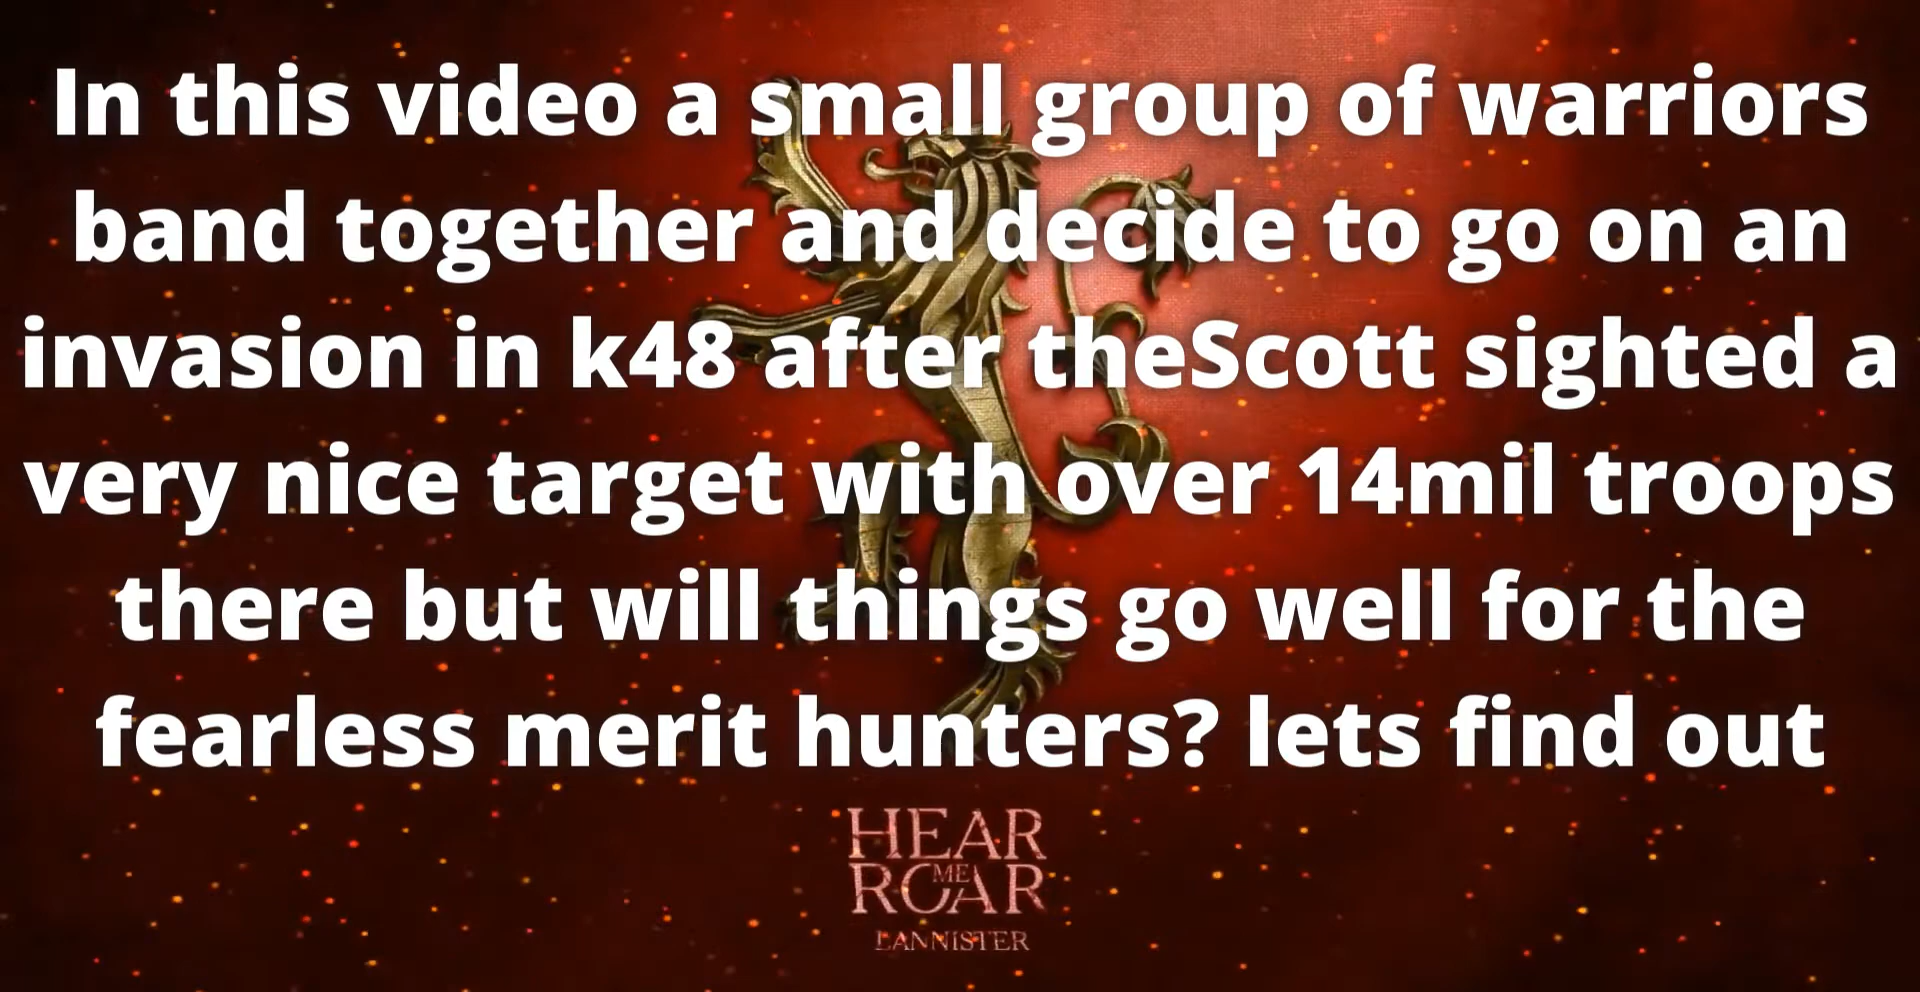 In this video a small group of warriors
band together and decide to go on an
invasion in k48 after theScott sighted a
very nice target with over 14mil troops
there but will things go well for the
fearless merit hunters? lets find out
HEAR
ME
ROAR
LANNISTER